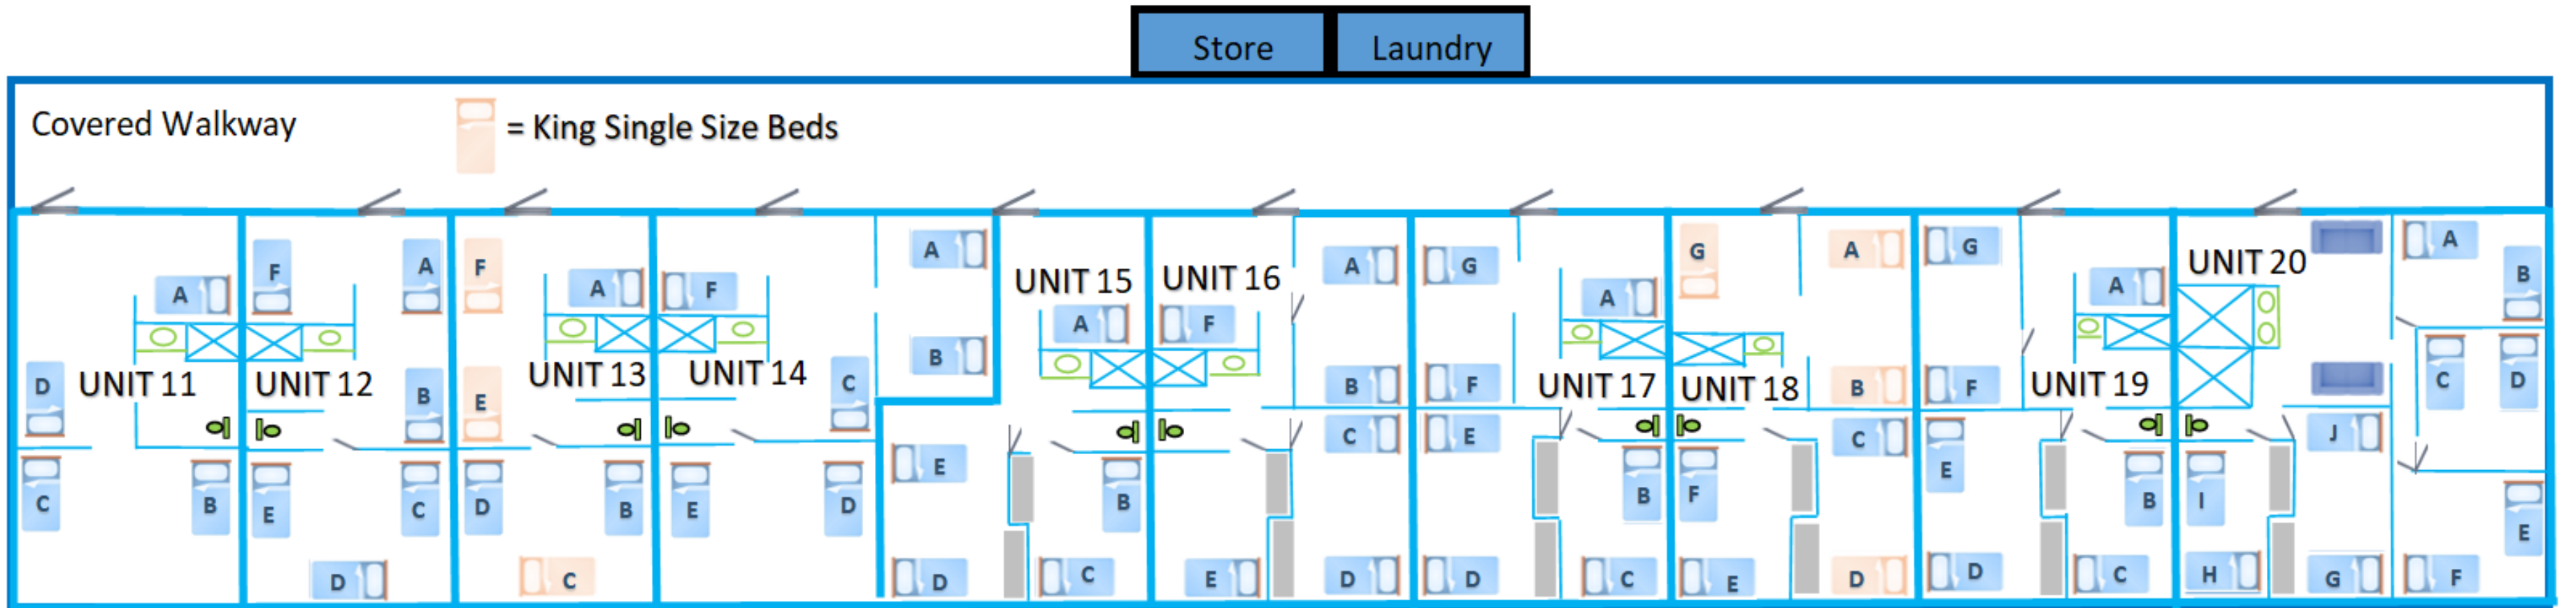 Store
Laundry
Covered Walkway
= King Single Size Beds
UNIT 11
A
D
C
B
UNIT 12
F
A
B
E
C
D
UNIT 13
F
A
E
D
B
C
UNIT 14
F
A
B
C
E
D
UNIT 15
A
E
B
D
C
UNIT 16
F
A
B
C
E
D
UNIT 17
G
A
F
E
B
D
C
UNIT 18
G
A
B
C
F
E
D
UNIT 19
G
A
F
E
B
D
C
UNIT 20
A
B
C
D
J
I
E
H
G
F